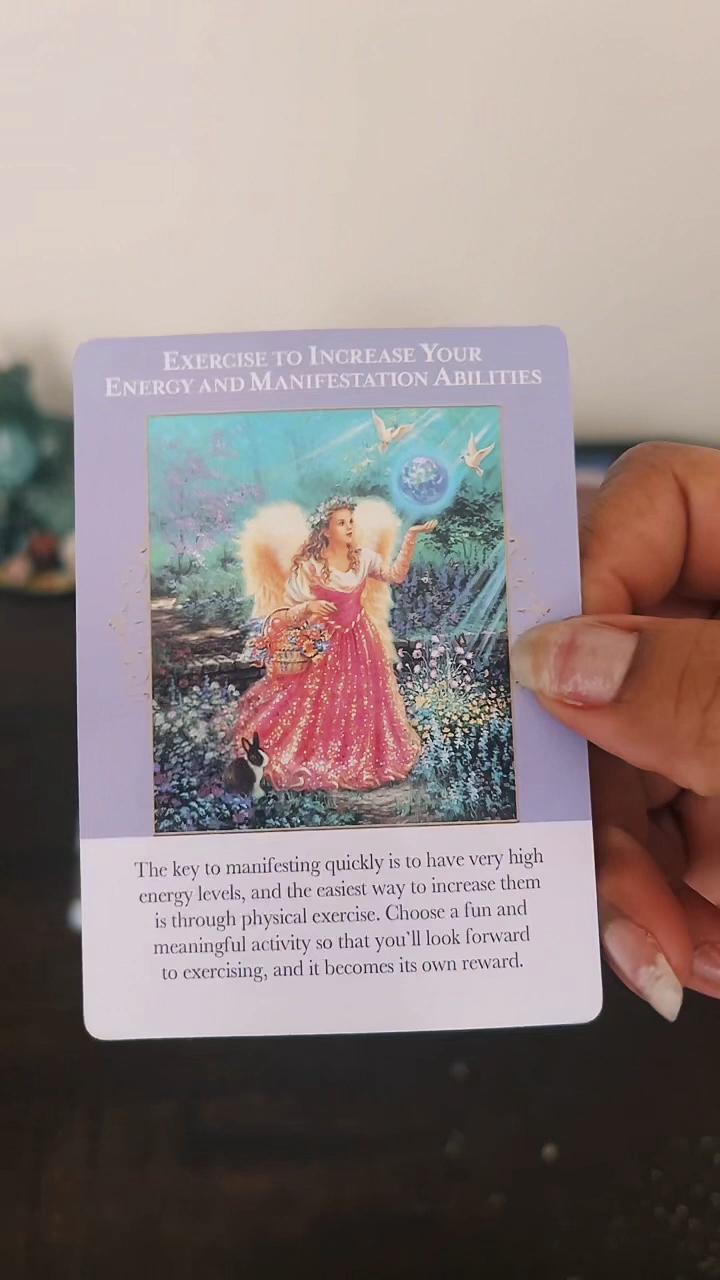 Exercise to Increase Your
Energy and Manifestation Abilities
The key to manifesting quickly is to have very high
energy levels, and the easiest way to increase them
is through physical exercise. Choose a fun and
meaningful activity so that you'll look forward
to exercising, and it becomes its own reward.